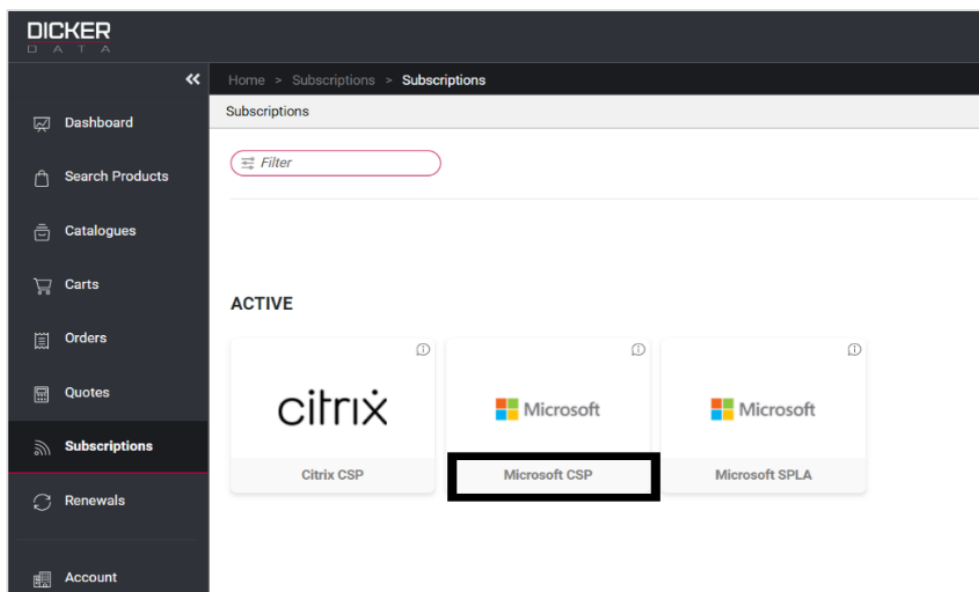 DICKER
DATA
Home > Subscriptions > Subscriptions
Subscriptions
Dashboard
Search Products
Catalogues
Carts
Orders
Quotes
Subscriptions
Renewals
Account
Filter
ACTIVE
citrix
Microsoft
Microsoft
Citrix CSP
Microsoft CSP
Microsoft SPLA